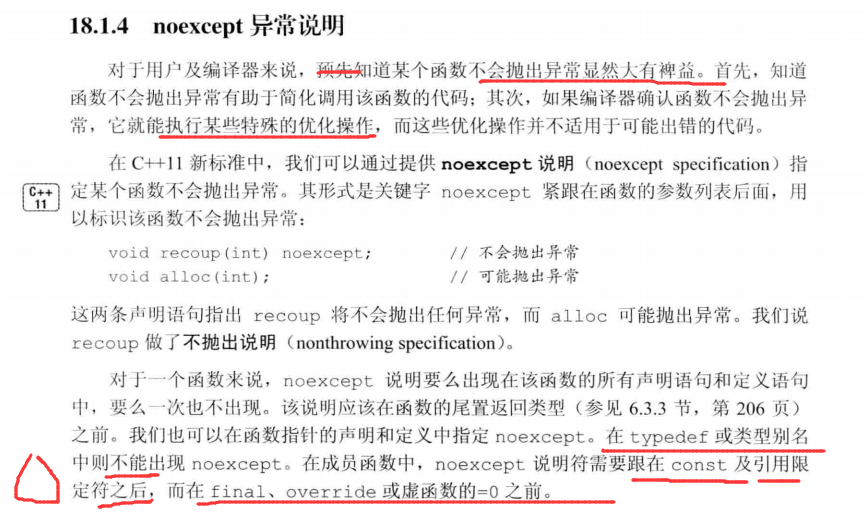 18.1.4 noexcept 异常说明
对于用户及编译器来说，预先知道某个函数不会抛出异常显然大有裨益。首先，知道
函数不会抛出异常有助于简化调用该函数的代码；其次，如果编译器确认函数不会抛出异
常，它就能执行某些特殊的优化操作，而这些优化操作并不适用于可能出错的代码。
在 C++11 新标准中，我们可以通过提供 noexcept 说明（noexcept specification）指
C++
11
定某个函数不会抛出异常。其形式是关键字 noexcept 紧跟在函数的参数列表后面，用
以标识该函数不会抛出异常：
void recoup(int) noexcept; // 不会抛出异常
void alloc(int); // 可能抛出异常
这两条声明语句指出 recoup 将不会抛出任何异常，而 alloc 可能抛出异常。我们说
recoup 做了不抛出说明（nonthrowing specification）。
对于一个函数来说，noexcept 说明要么出现在该函数的所有声明语句和定义语句
中，要么一次也不出现。该说明应该在函数的尾置返回类型（参见 6.3.3 节，第 206 页）
之前。我们也可以在函数指针的声明和定义中指定 noexcept。在 typedef 或类型别名
中则不能出现 noexcept。在成员函数中，noexcept 说明符需要跟在 const 及引用限
定符之后，而在 final、override 或虚函数的=0 之前。